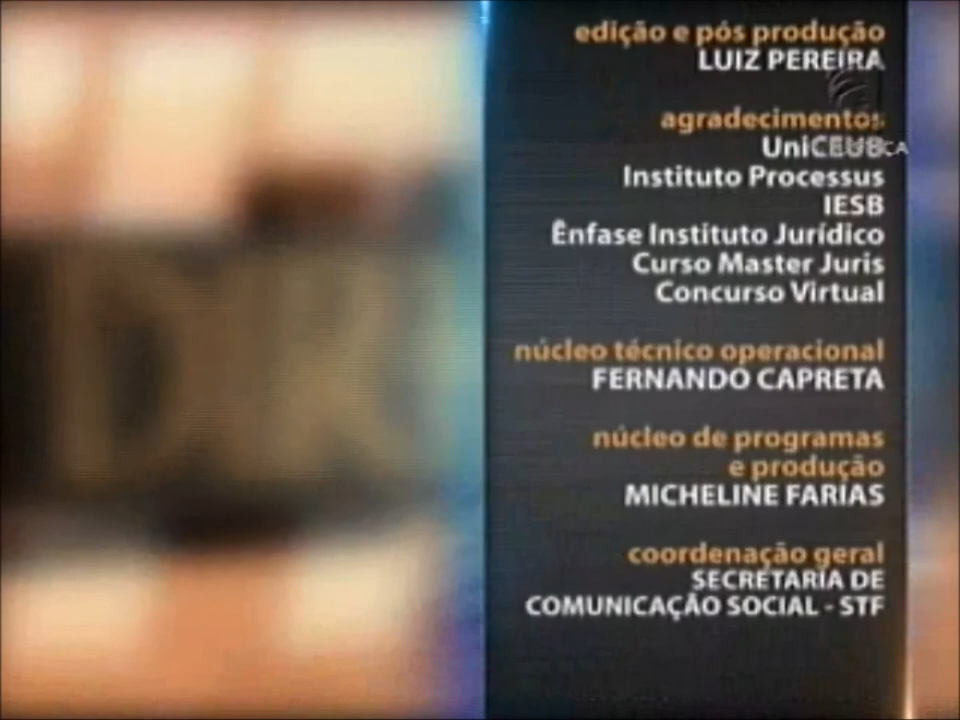 edição e pós produção
LUIZ PEREIRA
agradecimentos
UniCEUB
Instituto Processus
IESB
Ênfase Instituto Jurídico
Curso Master Juris
Concurso Virtual
núcleo técnico operacional
FERNANDO CAPRETA
núcleo de programas
e produção
MICHELINE FARIAS
coordenação geral
SECRETARIA DE
COMUNICAÇÃO SOCIAL - STF